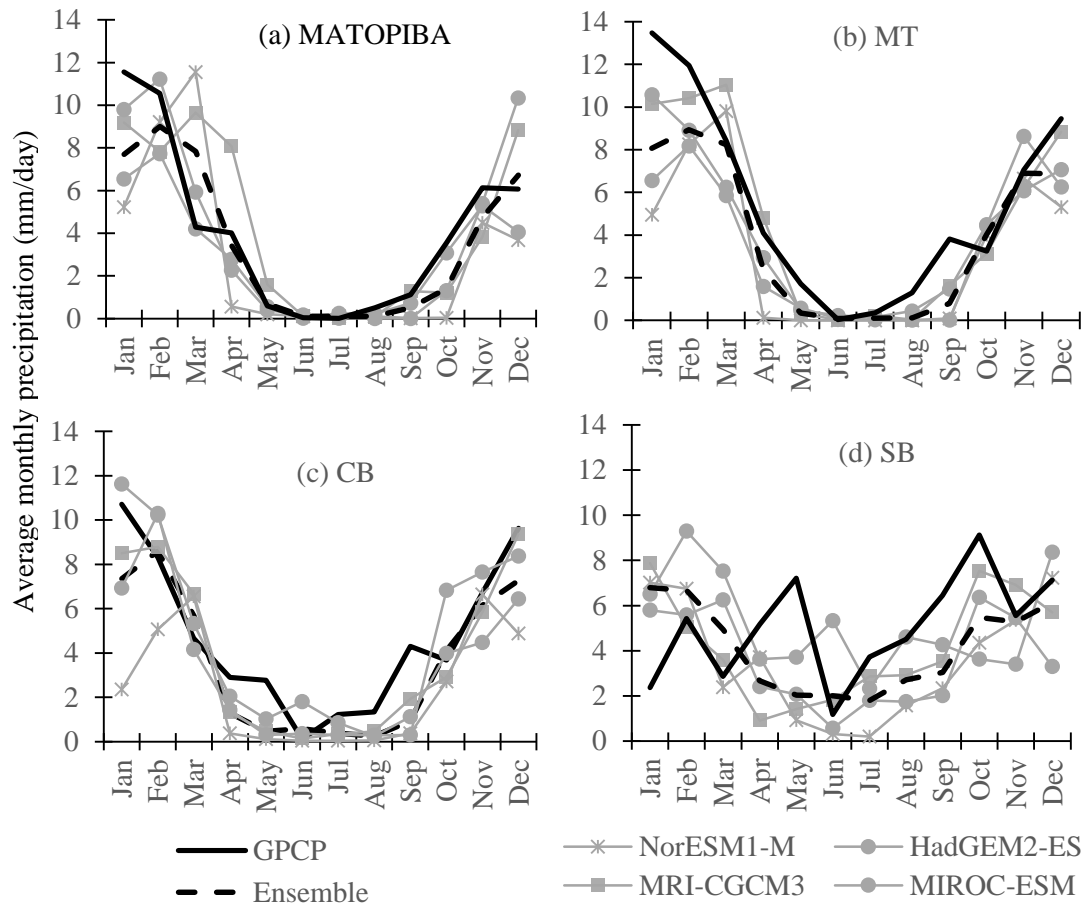 Average monthly precipitation (mm/day)
(a) MATOPIBA
14
12
10
8
6
4
2
0
Jan
Feb
Mar
Apr
May
Jun
Jul
Aug
Sep
Oct
Nov
Dec
(b) MT
14
12
10
8
6
4
2
0
Jan
Feb
Mar
Apr
May
Jun
Jul
Aug
Sep
Oct
Nov
Dec
(c) CB
14
12
10
8
6
4
2
0
Jan
Feb
Mar
Apr
May
Jun
Jul
Aug
Sep
Oct
Nov
Dec
(d) SB
14
12
10
8
6
4
2
0
Jan
Feb
Mar
Apr
May
Jun
Jul
Aug
Sep
Oct
Nov
Dec
GPCP
Ensemble
NorESM1-M
HadGEM2-ES
MRI-CGCM3
MIROC-ESM